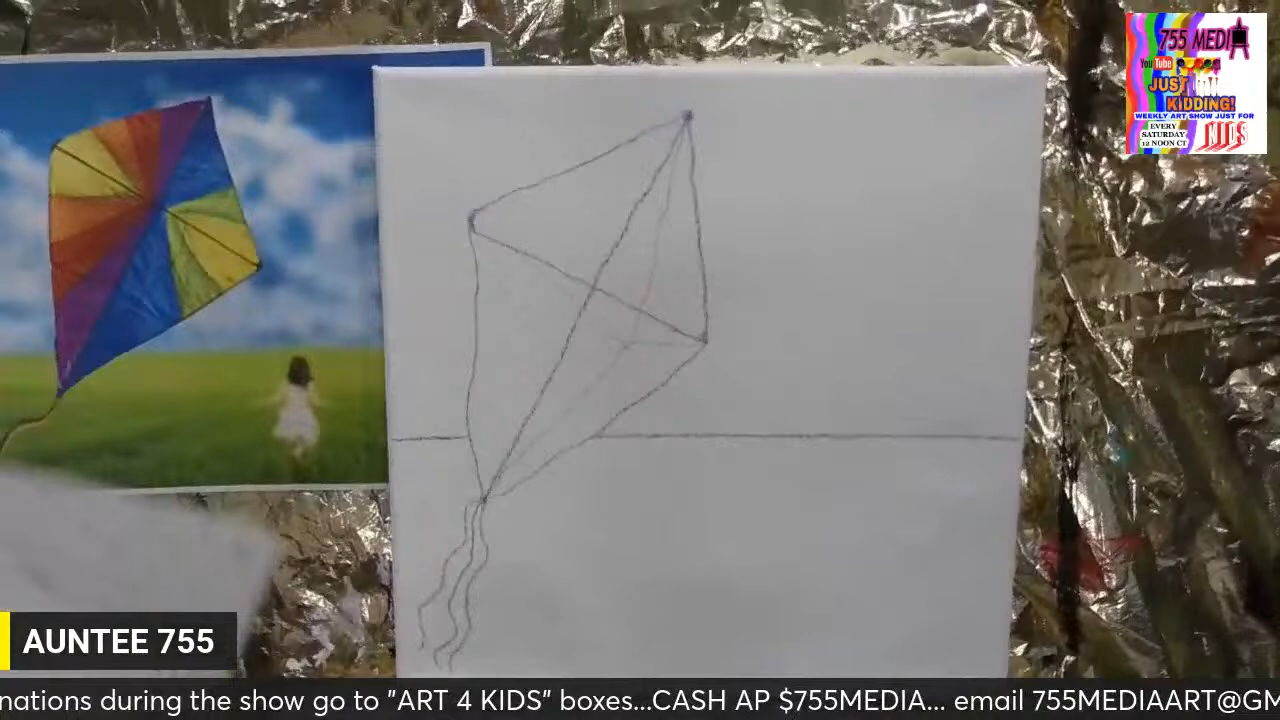 755 MEDIA
YouTube
JUST
KIDDING!
WEEKLY ART SHOW JUST FOR
EVERY
SATURDAY
12 NOON CT
KIDS
AUNTEE 755
nations during the show go to "ART 4 KIDS" boxes...CASH AP $755MEDIA... email 755MEDIAART@GM